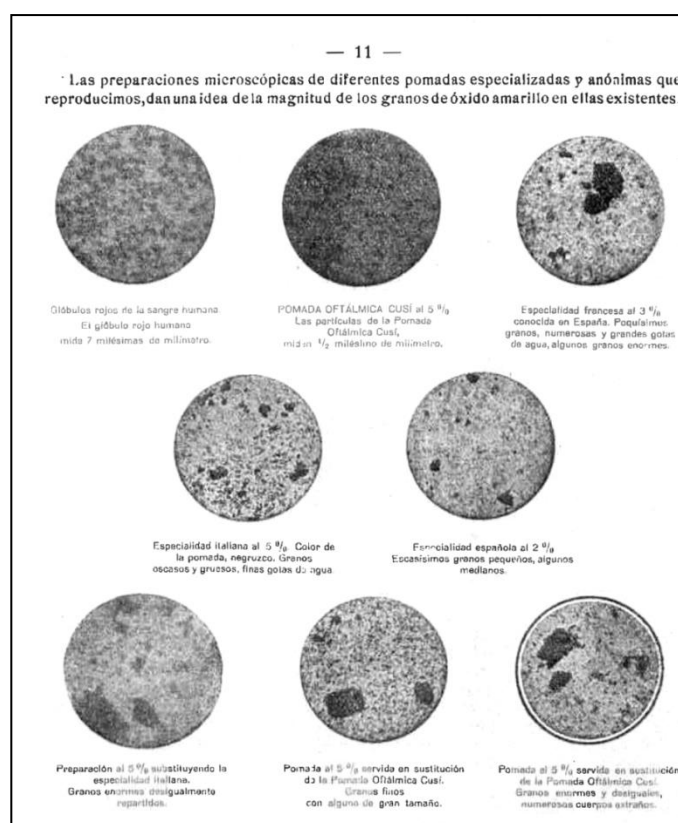 — 11 —
Las preparaciones microscópicas de diferentes pomadas especializadas y anónimas que
reproducimos, dan una idea de la magnitud de los granos de óxido amarillo en ellas existentes
Glóbulos rojos de la sangre humana.
El glóbulo rojo humano
mide 7 milésimas de milímetro.
POMADA OFTÁLMICA CUSÍ al 5 %
Las partículas de la Pomada
Oftálmica Cusí,
miden ½ milésimo de milímetro.
Especialidad francesa al 3 %
conocida en España. Poquísimos
granos, numerosas y grandes gotas
de agua, algunos granos enormes.
Especialidad italiana al 5 %. Color de
la pomada, negruzco. Granos
escasos y gruesos, finas gotas de agua.
Especialidad española al 2 %
Escasísimos granos pequeños, algunos
medianos.
Preparación al 5 % substituyendo la
especialidad italiana.
Granos enormes desigualmente
repartidos.
Pomada al 5 % servida en sustitución
de la Pomada Oftálmica Cusí.
Granos finos
con alguno de gran tamaño.
Pomada al 5 % servida en sustitución
de la Pomada Oftálmica Cusí.
Granos enormes y desiguales,
numerosos cuerpos extraños.